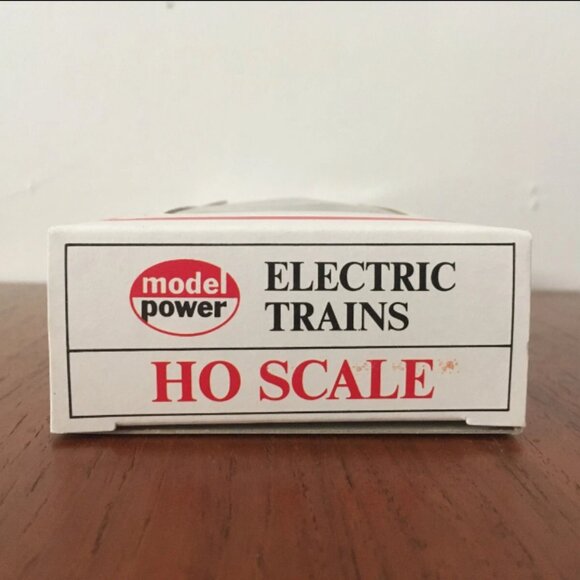 model
power
ELECTRIC
TRAINS
HO SCALE